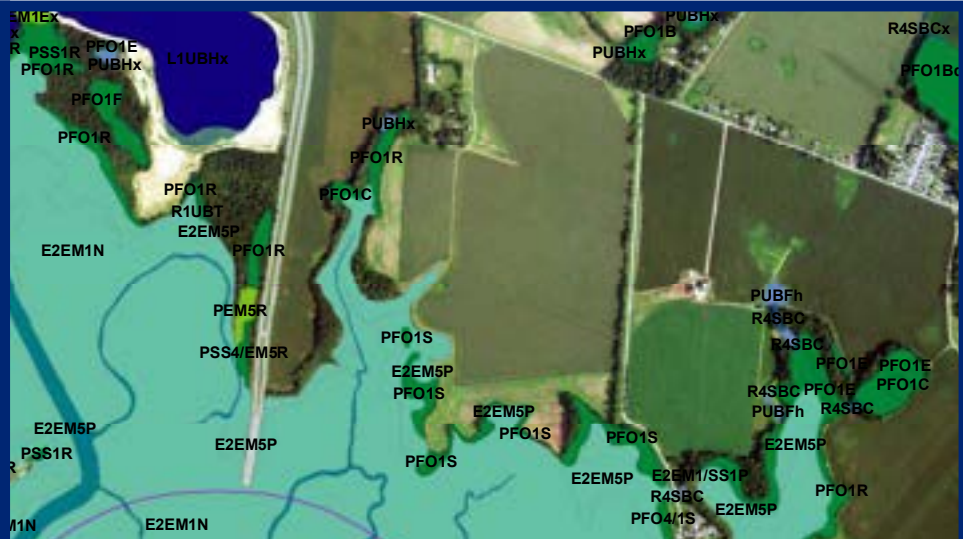 EM1Ex
PUBHx
R4SBCx
x
R
PSS1R
PFO1E
PFO1B
PUBHx
PUBHx
L1UBHx
PFO1R
PFO1F
PFO1R
PUBHx
PFO1R
PFO1C
PFO1R
R1UBT
E2EM5P
PFO1R
E2EM1N
PEM5R
PSS4/EM5R
PFO1S
E2EM5P
PFO1S
PUBFh
R4SBC
R4SBC
PFO1E
PFO1E
PFO1C
R4SBC
PFO1E
R4SBC
PUBFh
E2EM5P
PFO1S
PFO1S
E2EM5P
E2EM5P
E2EM5P
PSS1R
R
PFO1S
E2EM5P
E2EM1/SS1P
R4SBC
PFO4/1S
E2EM5P
PFO1R
M1N
E2EM1N